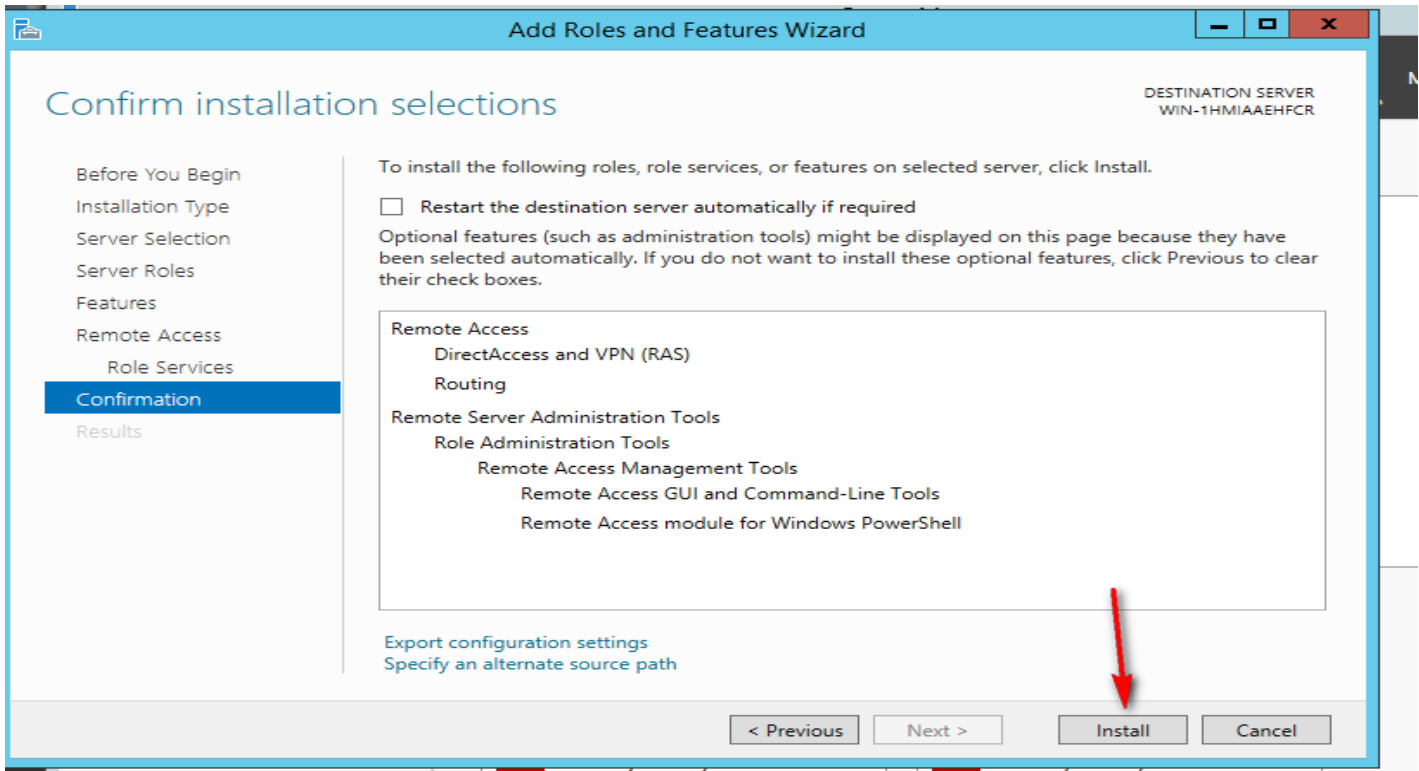 Add Roles and Features Wizard
Confirm installation selections
DESTINATION SERVER
WIN-1HMIAAEHFCR
Before You Begin
Installation Type
Server Selection
Server Roles
Features
Remote Access
Role Services
Confirmation
Results
To install the following roles, role services, or features on selected server, click Install.
Restart the destination server automatically if required
Optional features (such as administration tools) might be displayed on this page because they have
been selected automatically. If you do not want to install these optional features, click Previous to clear
their check boxes.
Remote Access
DirectAccess and VPN (RAS)
Routing
Remote Server Administration Tools
Role Administration Tools
Remote Access Management Tools
Remote Access GUI and Command-Line Tools
Remote Access module for Windows PowerShell
Export configuration settings
Specify an alternate source path
< Previous
Next >
Install
Cancel